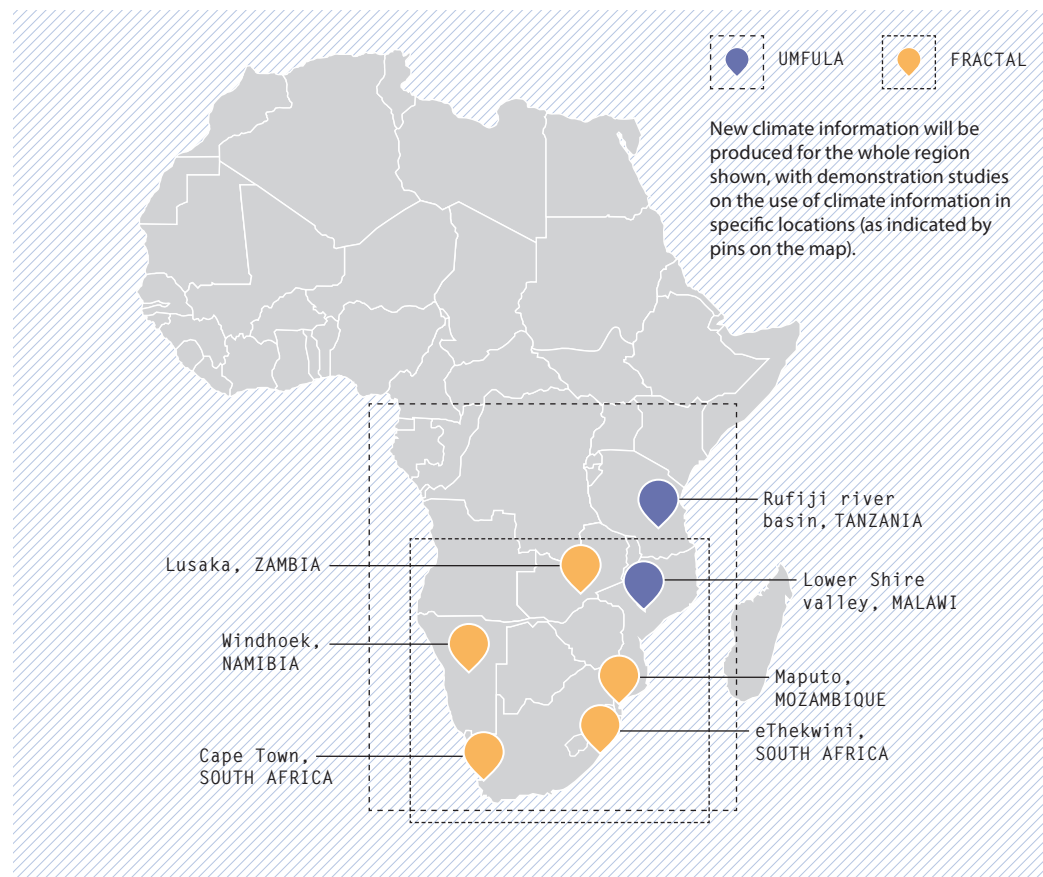 UMFULA
FRACTAL
New climate information will be
produced for the whole region
shown, with demonstration studies
on the use of climate information in
specific locations (as indicated by
pins on the map).
Rufiji river
basin, TANZANIA
Lusaka, ZAMBIA
Lower Shire
valley, MALAWI
Windhoek,
NAMIBIA
Maputo,
MOZAMBIQUE
eThekwini,
SOUTH AFRICA
Cape Town,
SOUTH AFRICA